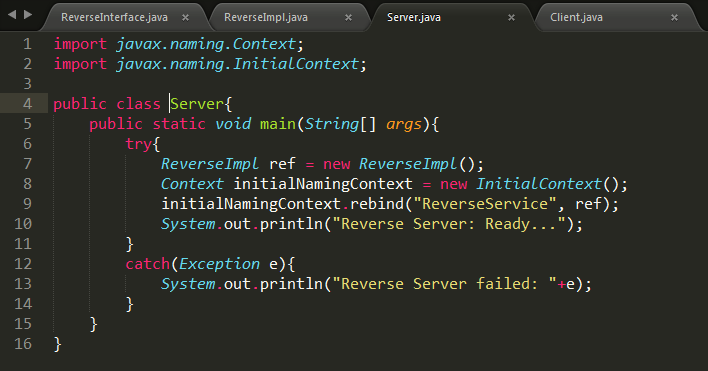 ReverseInterface.java × ReverseImpl.java × Server.java × Client.java ×
1 import javax.naming.Context;
2 import javax.naming.InitialContext;
3
4 public class Server{
5     public static void main(String[] args){
6         try{
7             ReverseImpl ref = new ReverseImpl();
8             Context initialNamingContext = new InitialContext();
9             initialNamingContext.rebind("ReverseService", ref);
10             System.out.println("Reverse Server: Ready...");
11         }
12         catch(Exception e){
13             System.out.println("Reverse Server failed: "+e);
14         }
15     }
16 }